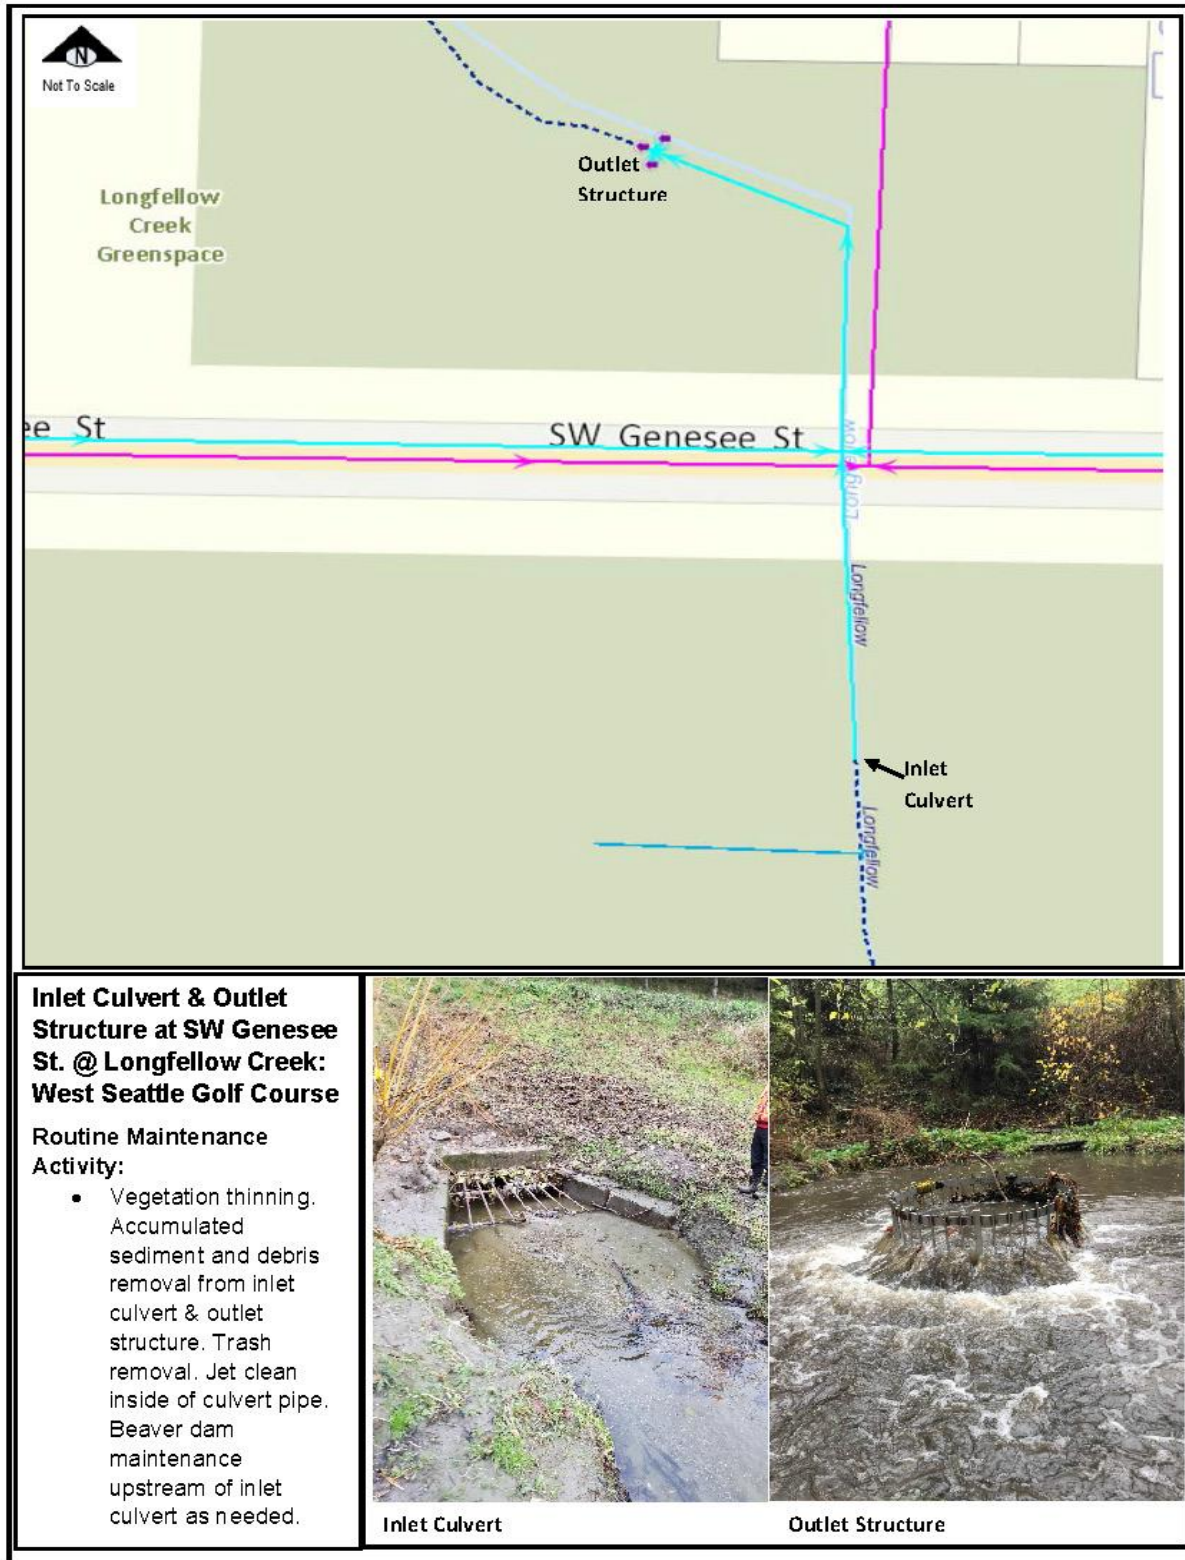 N
Not To Scale
Outlet
Structure
Longfellow
Creek
Greenspace
ee St
SW Genesee St
Longfellow
Longfellow
Inlet
Culvert
Longfellow
Inlet Culvert & Outlet
Structure at SW Genesee
St. @ Longfellow Creek:
West Seattle Golf Course
Routine Maintenance
Activity:
• Vegetation thinning.
Accumulated
sediment and debris
removal from inlet
culvert & outlet
structure. Trash
removal. Jet clean
inside of culvert pipe.
Beaver dam
maintenance
upstream of inlet
culvert as needed.
Inlet Culvert
Outlet Structure